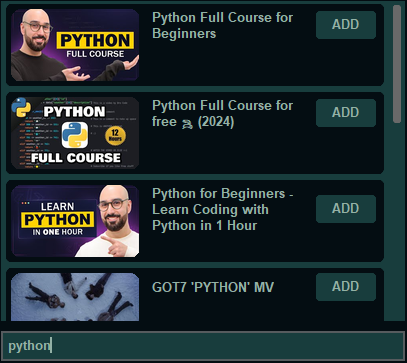 PYTHON
FULL COURSE
Python Full Course for
Beginners
ADD
PYTHON
12
Hours
FULL COURSE
Python Full Course for
free 🐍 (2024)
ADD
LEARN
PYTHON
IN ONE HOUR
Python for Beginners -
Learn Coding with
Python in 1 Hour
ADD
GOT7 'PYTHON' MV
ADD
python